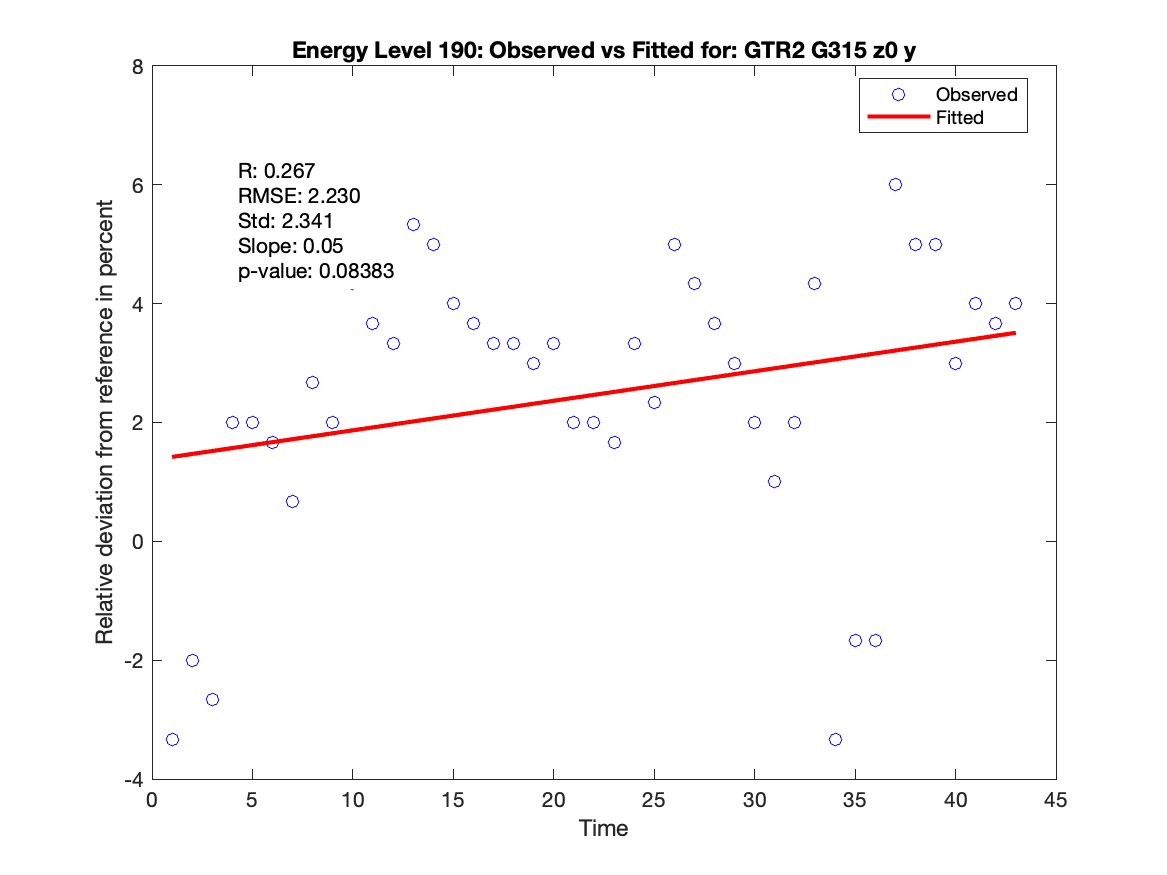 Energy Level 190: Observed vs Fitted for: GTR2 G315 z0 y
Observed
Fitted
R: 0.267
RMSE: 2.230
Std: 2.341
Slope: 0.05
p-value: 0.08383
Relative deviation from reference in percent
8
6
4
2
0
-2
-4
0 5 10 15 20 25 30 35 40 45
Time